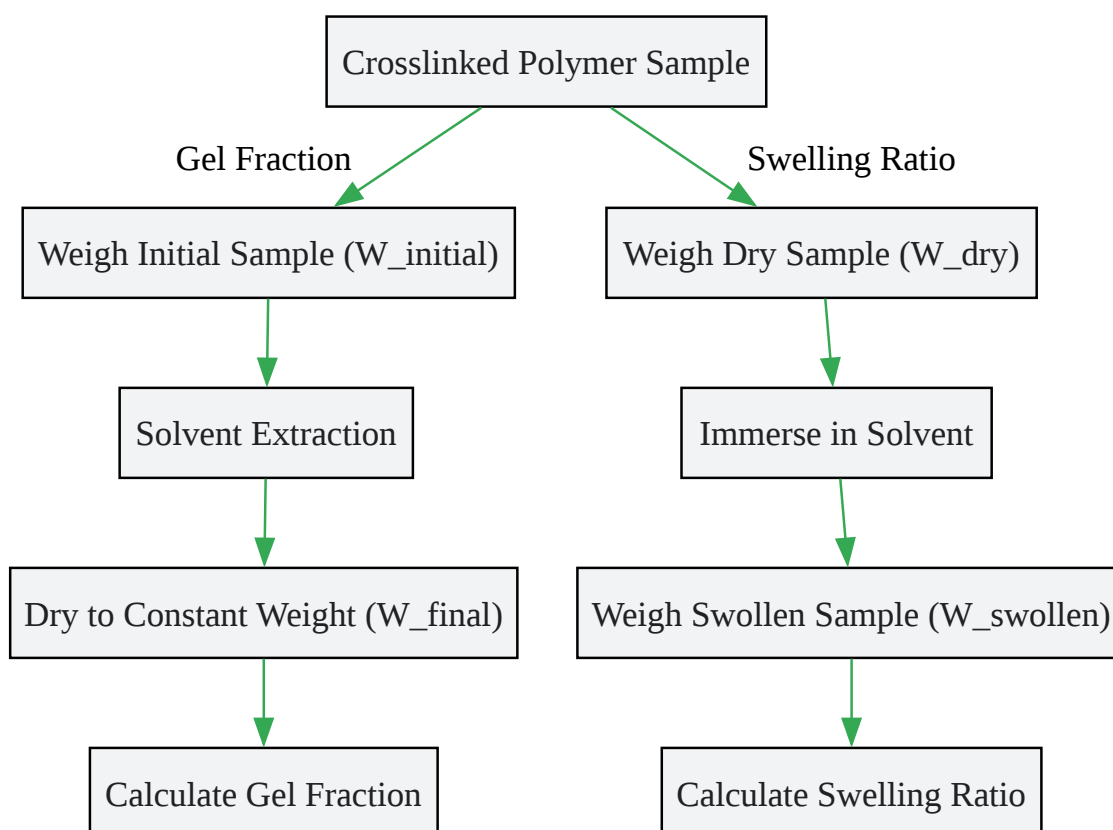 Crosslinked Polymer Sample
Gel Fraction
Swelling Ratio
Weigh Initial Sample (W_initial)
Weigh Dry Sample (W_dry)
Solvent Extraction
Immerse in Solvent
Dry to Constant Weight (W_final)
Weigh Swollen Sample (W_swollen)
Calculate Gel Fraction
Calculate Swelling Ratio